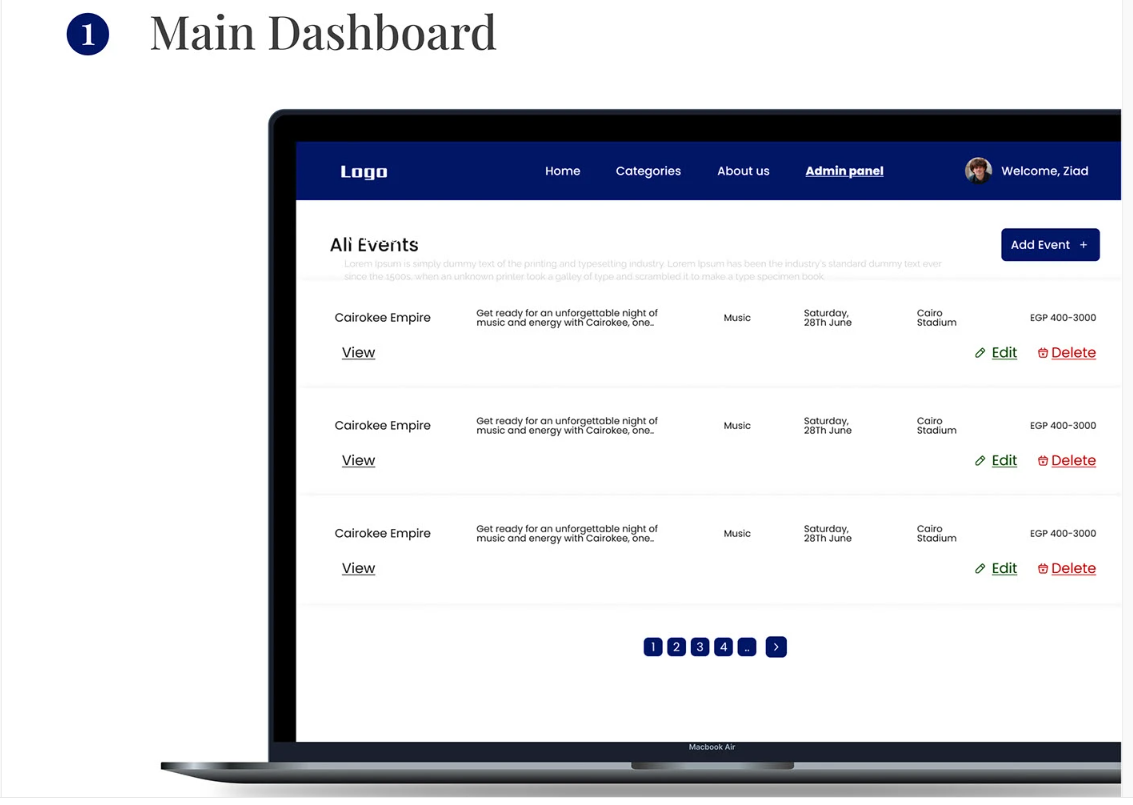 1 Main Dashboard
Logo Home Categories About us Admin panel Welcome, Ziad
All Events Add Event +
Lorem Ipsum is simply dummy text of the printing and typesetting industry. Lorem Ipsum has been the industry's standard dummy text ever
since the 1500s, when an unknown printer took a galley of type and scrambled it to make a type specimen book.
Cairokee Empire
Get ready for an unforgettable night of
music and energy with Cairokee, one..
Music
Saturday,
28Th June
Cairo
Stadium
EGP 400-3000
View Edit Delete
Cairokee Empire
Get ready for an unforgettable night of
music and energy with Cairokee, one..
Music
Saturday,
28Th June
Cairo
Stadium
EGP 400-3000
View Edit Delete
Cairokee Empire
Get ready for an unforgettable night of
music and energy with Cairokee, one..
Music
Saturday,
28Th June
Cairo
Stadium
EGP 400-3000
View Edit Delete
1 2 3 4 .. >
Macbook Air